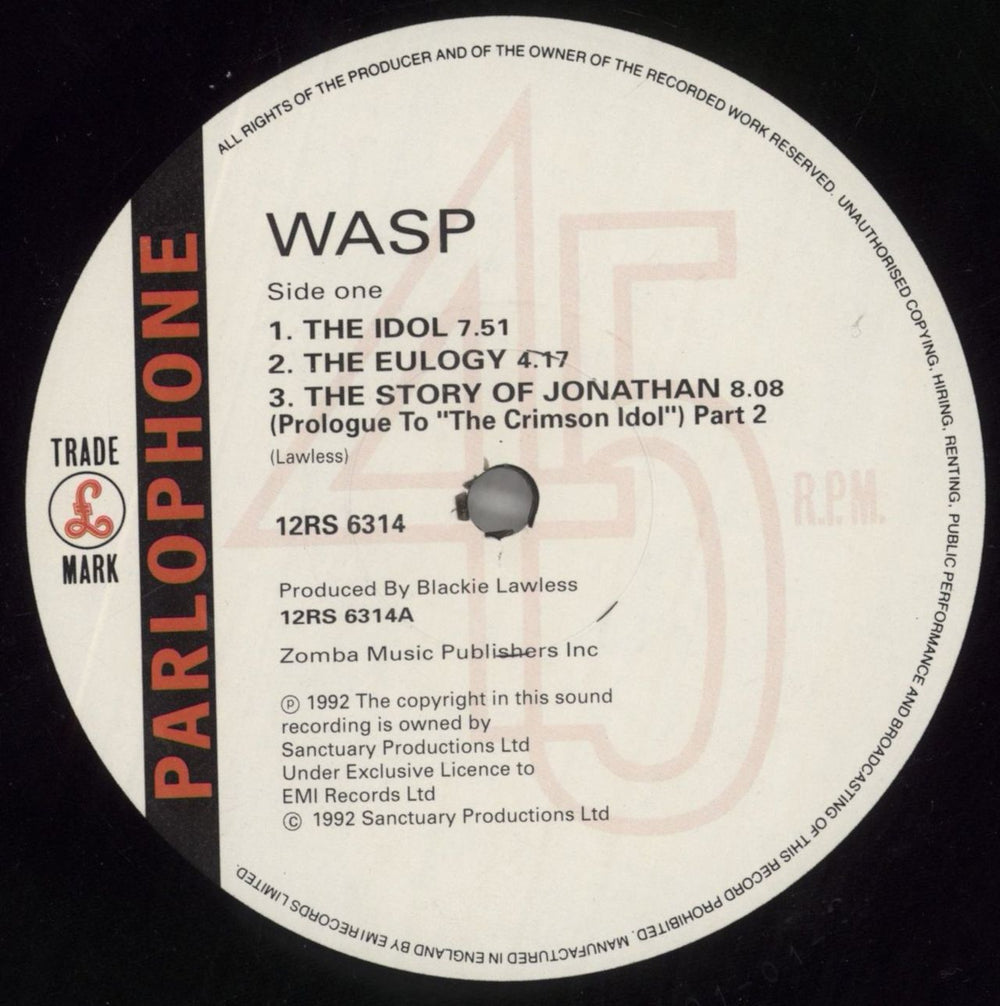 ALL RIGHTS OF THE PRODUCER AND OF THE OWNER OF THE RECORDED WORK RESERVED. UNAUTHORISED COPYING, HIRING, RENTING, PUBLIC PERFORMANCE AND BROADCASTING OF THIS RECORD PROHIBITED. MANUFACTURED IN ENGLAND BY EMI RECORDS LIMITED.
PARLOPHONE
TRADE
£
MARK
45
R.P.M.
WASP
Side one
1. THE IDOL 7.51
2. THE EULOGY 4.17
3. THE STORY OF JONATHAN 8.08
(Prologue To "The Crimson Idol") Part 2
(Lawless)
12RS 6314
Produced By Blackie Lawless
12RS 6314A
Zomba Music Publishers Inc
Ⓟ 1992 The copyright in this sound
recording is owned by
Sanctuary Productions Ltd
Under Exclusive Licence to
EMI Records Ltd
© 1992 Sanctuary Productions Ltd